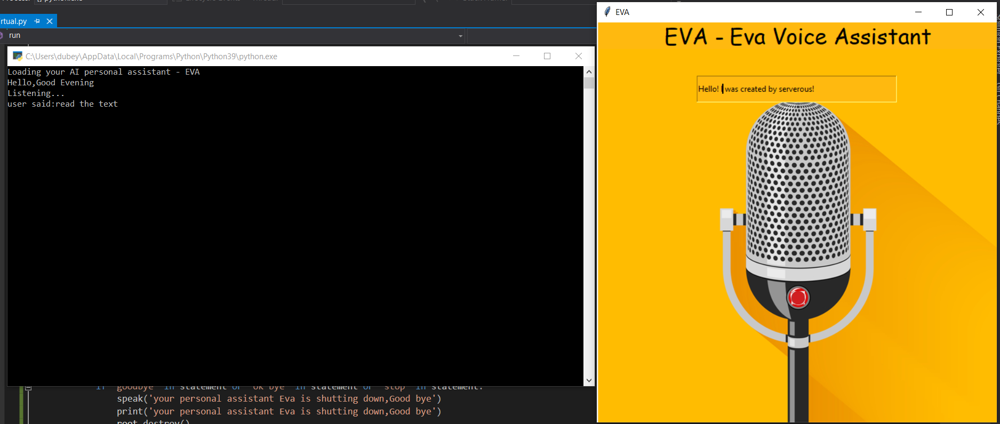 python.exe
rtual.py
run
C:\Users\dubey\AppData\Local\Programs\Python\Python39\python.exe
Loading your AI personal assistant - EVA
Hello,Good Evening
Listening...
user said:read the text
if goodbye in statement or ok bye in statement or stop in statement:
speak('your personal assistant Eva is shutting down,Good bye')
print('your personal assistant Eva is shutting down,Good bye')
root.destroy()
EVA
EVA - Eva Voice Assistant
Hello! I was created by serverous!